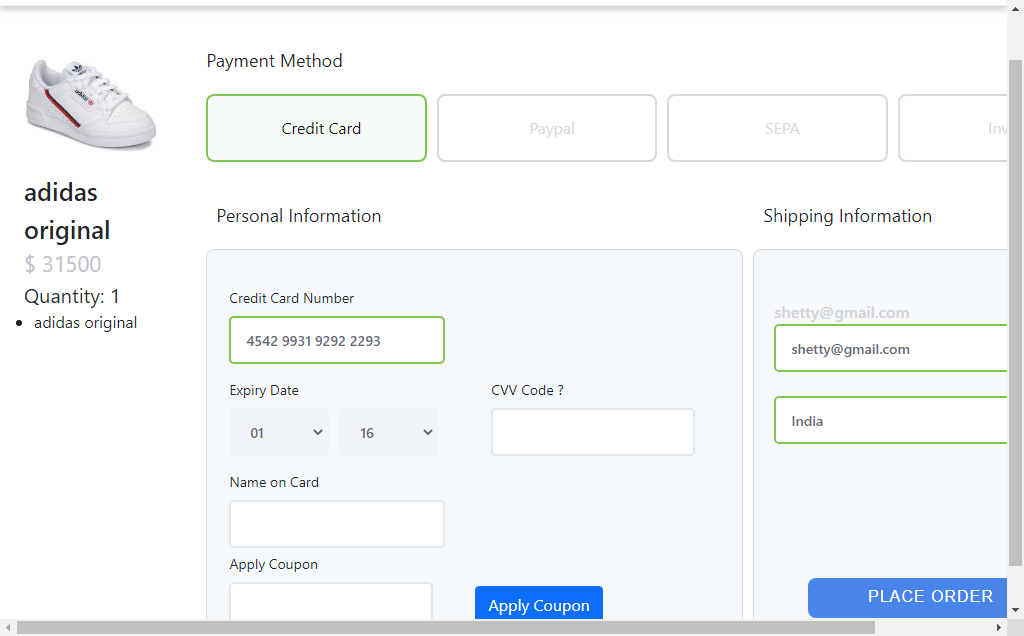 Payment Method
Credit Card
Paypal
SEPA
adidas
original
$ 31500
Quantity: 1
adidas original
Personal Information
Shipping Information
Credit Card Number
4542 9931 9292 2293
Expiry Date
CVV Code ?
01
16
Name on Card
Apply Coupon
Apply Coupon
shetty@gmail.com
shetty@gmail.com
India
PLACE ORDER